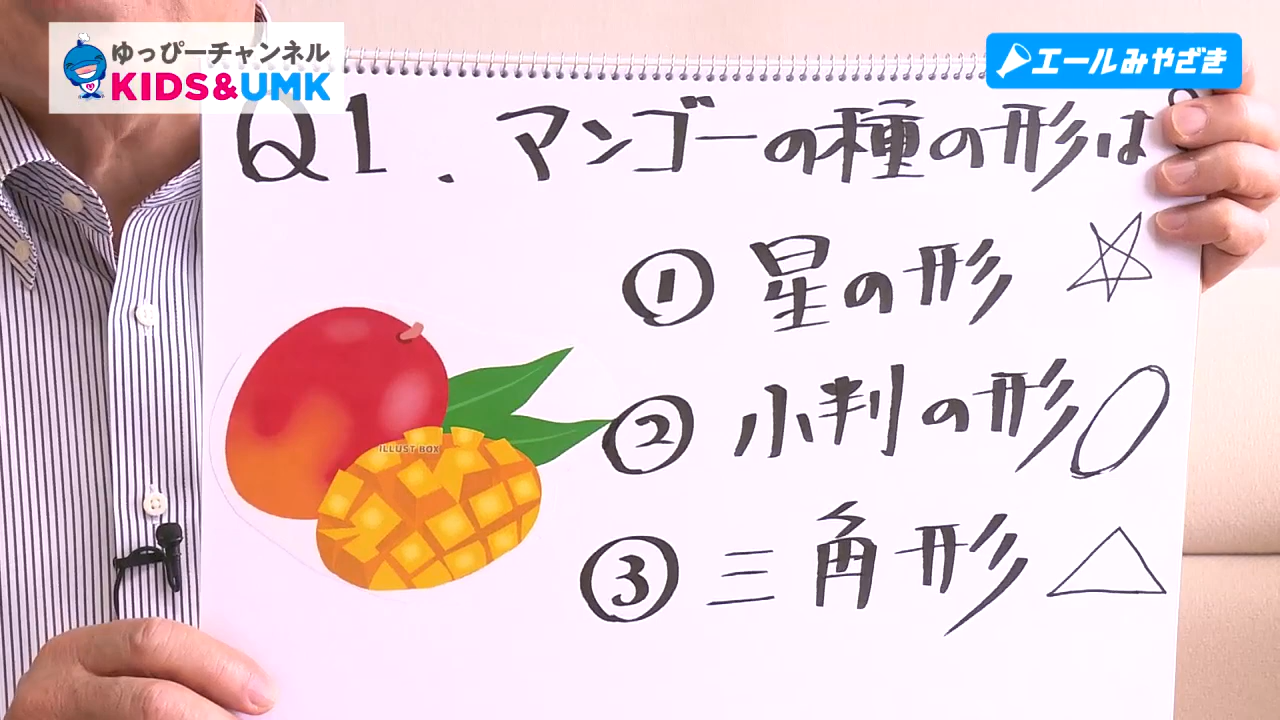 ゆっぴーチャンネル
KIDS&UMK
エールみやざき
Q1. マンゴーの種の形は?
①星の形 ☆
②小判の形
③三角形 △
ILLUST BOX